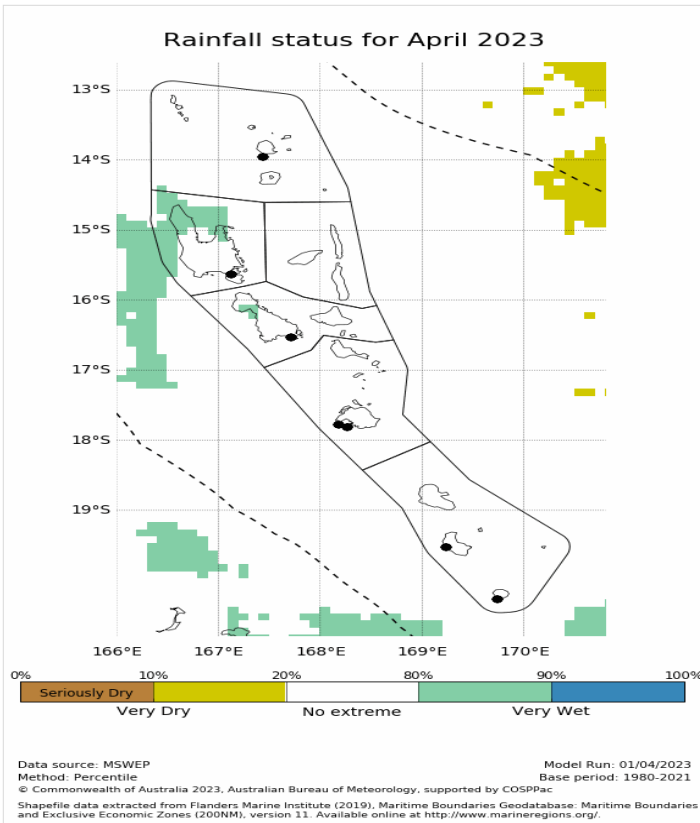 Rainfall status for April 2023
13°S
14°S
15°S
16°S
17°S
18°S
19°S
166°E 167°E 168°E 169°E 170°E
0% 10% 20% 80% 90% 100%
Seriously Dry
Very Dry No extreme Very Wet
Data source: MSWEP Model Run: 01/04/2023
Method: Percentile Base period: 1980-2021
© Commonwealth of Australia 2023, Australian Bureau of Meteorology, supported by COSPPac
Shapefile data extracted from Flanders Marine Institute (2019), Maritime Boundaries Geodatabase: Maritime Boundaries
and Exclusive Economic Zones (200NM), version 11. Available online at http://www.marineregions.org/.